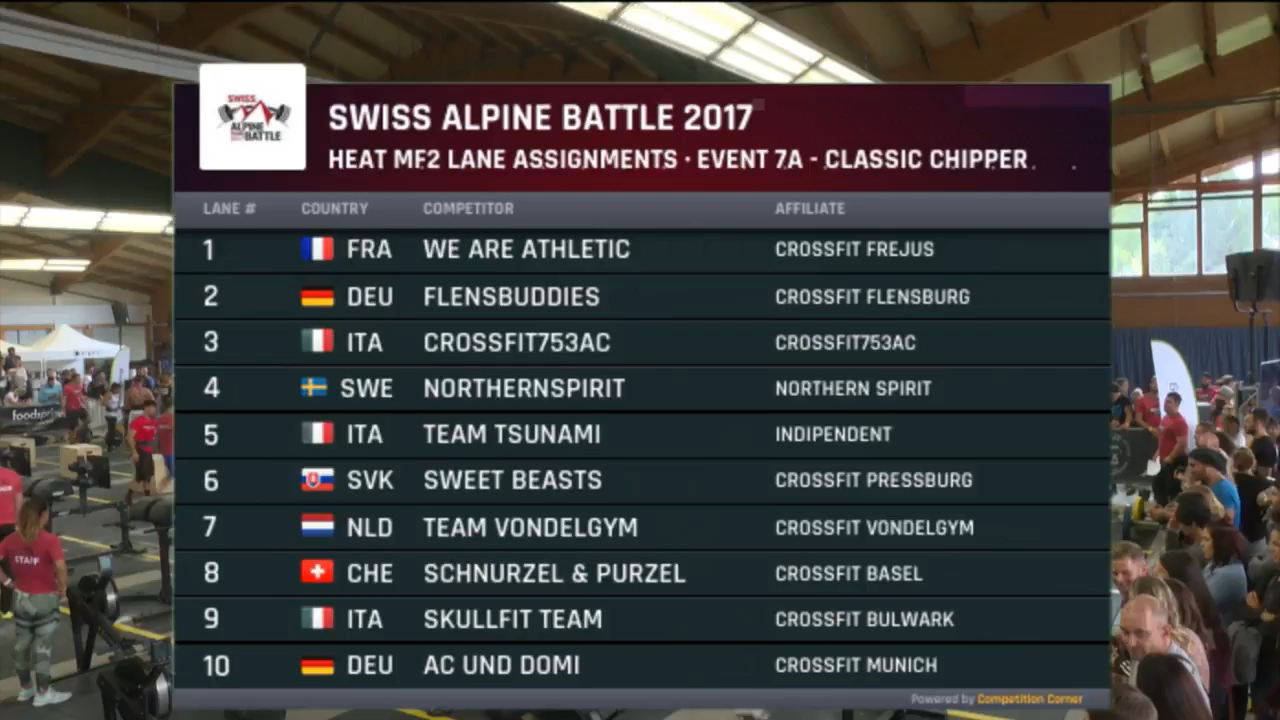 SWISS
ALPINE
BATTLE
SWISS ALPINE BATTLE 2017
HEAT MF2 LANE ASSIGNMENTS · EVENT 7A - CLASSIC CHIPPER
LANE # COUNTRY COMPETITOR AFFILIATE
1 FRA WE ARE ATHLETIC CROSSFIT FREJUS
2 DEU FLENSBUDDIES CROSSFIT FLENSBURG
3 ITA CROSSFIT753AC CROSSFIT753AC
4 SWE NORTHERNSPIRIT NORTHERN SPIRIT
5 ITA TEAM TSUNAMI INDIPENDENT
6 SVK SWEET BEASTS CROSSFIT PRESSBURG
7 NLD TEAM VONDELGYM CROSSFIT VONDELGYM
8 CHE SCHNURZEL & PURZEL CROSSFIT BASEL
9 ITA SKULLFIT TEAM CROSSFIT BULWARK
10 DEU AC UND DOMI CROSSFIT MUNICH
Powered by Competition Corner
STAFF